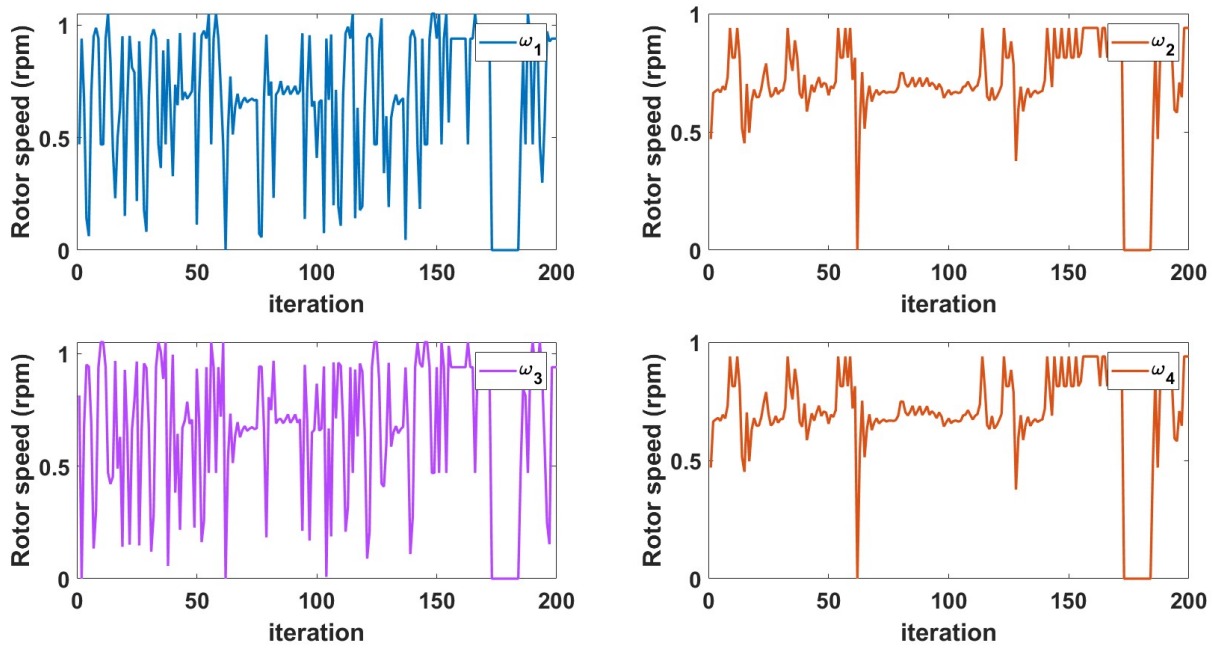 Rotor speed (rpm)
1
0.5
0
ω1
0 50 100 150 200
iteration
Rotor speed (rpm)
1
0.5
0
ω2
0 50 100 150 200
iteration
Rotor speed (rpm)
1
0.5
0
ω3
0 50 100 150 200
iteration
Rotor speed (rpm)
1
0.5
0
ω4
0 50 100 150 200
iteration